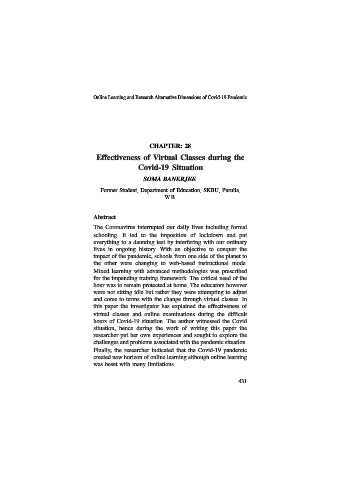 Online Learning and Research Alternative Dimensions of Covid-19 Pandemic
CHAPTER: 28
Effectiveness of Virtual Classes during the
Covid-19 Situation
SOMA BANERJEE
Former Student, Department of Education, SKBU, Purulia,
W.B.
Abstract
The Coronavirus interrupted our daily lives including formal
schooling. It led to the imposition of lockdown and put
everything to a daunting test by interfering with our ordinary
lives in ongoing history. With an objective to conquer the
impact of the pandemic, schools from one side of the planet to
the other were changing to web-based instructional mode.
Mixed learning with advanced methodologies was prescribed
for the impending training framework. The critical need of the
hour was to remain protected at home. The educators however
were not sitting idle but rather they were attempting to adjust
and come to terms with the change through virtual classes. In
this paper the investigator has explained the effectiveness of
virtual classes and online examinations during the difficult
hours of Covid-19 situation. The author witnessed the Covid
situation, hence during the work of writing this paper the
researcher put her own experiences and sought to explore the
challenges and problems associated with the pandemic situation.
Finally, the researcher indicated that the Covid-19 pandemic
created new horizon of online learning although online learning
was beset with many limitations.
431